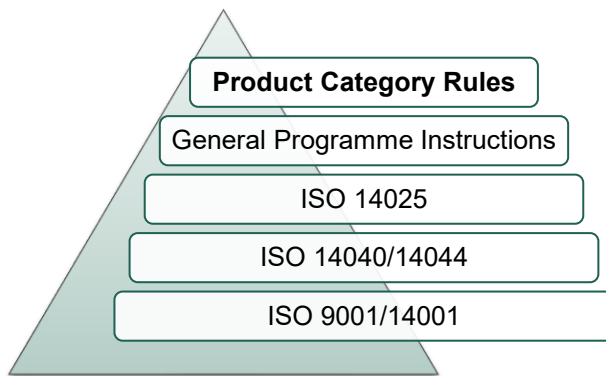 Product Category Rules
General Programme Instructions
ISO 14025
ISO 14040/14044
ISO 9001/14001